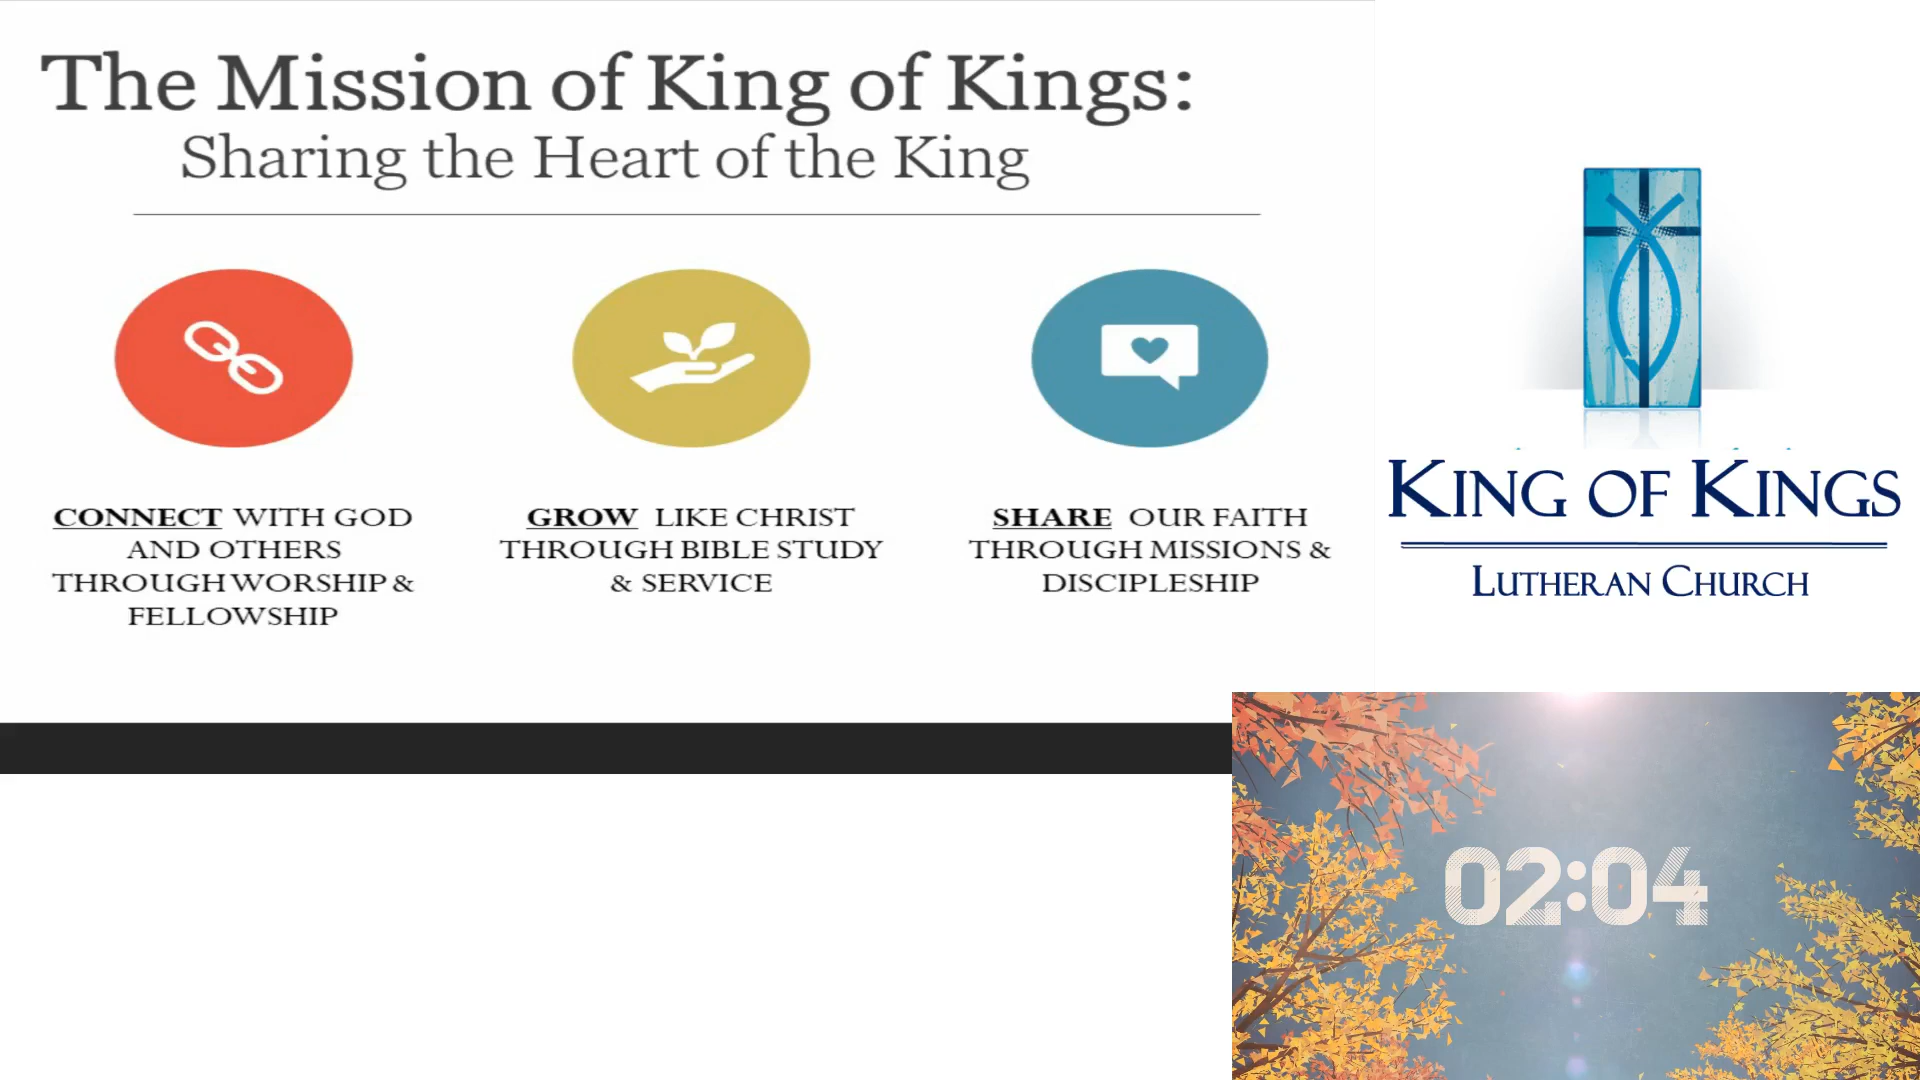 The Mission of King of Kings:
Sharing the Heart of the King
CONNECT WITH GOD
AND OTHERS
THROUGH WORSHIP &
FELLOWSHIP
GROW LIKE CHRIST
THROUGH BIBLE STUDY
& SERVICE
SHARE OUR FAITH
THROUGH MISSIONS &
DISCIPLESHIP
KING OF KINGS
LUTHERAN CHURCH
02:04